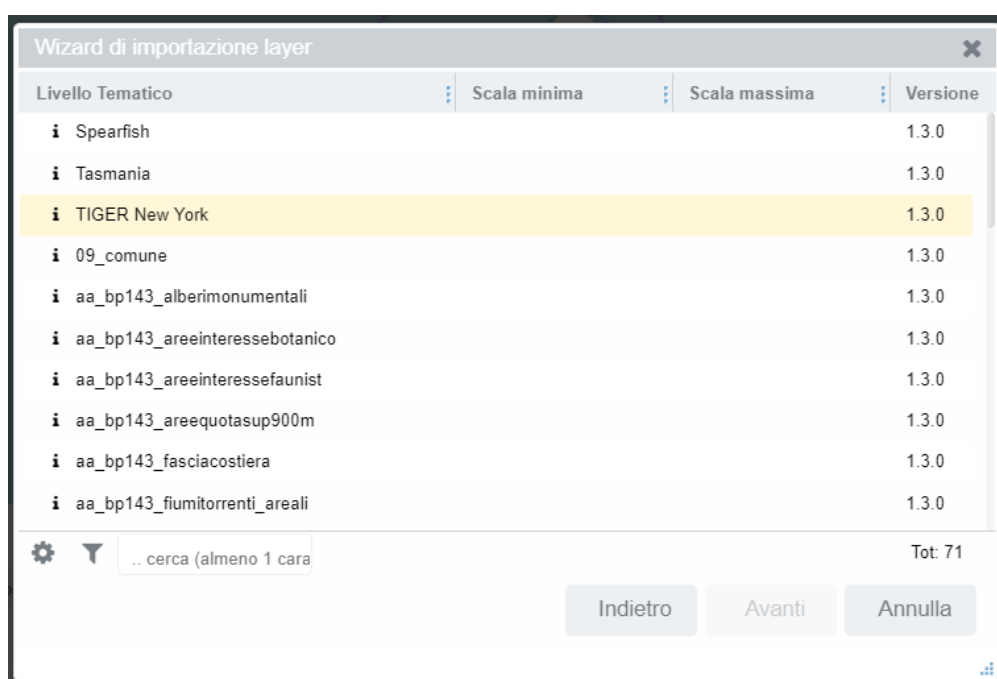 Wizard di importazione layer
Livello Tematico Scala minima Scala massima Versione
Spearfish 1.3.0
Tasmania 1.3.0
TIGER New York 1.3.0
09_comune 1.3.0
aa_bp143_alberimonumentali 1.3.0
aa_bp143_areeinteressebotanico 1.3.0
aa_bp143_areeinteressefaunist 1.3.0
aa_bp143_areequotasup900m 1.3.0
aa_bp143_fasciacostiera 1.3.0
aa_bp143_fiumitorrenti_areali 1.3.0
.. cerca (almeno 1 cara Tot: 71
Indietro Avanti Annulla